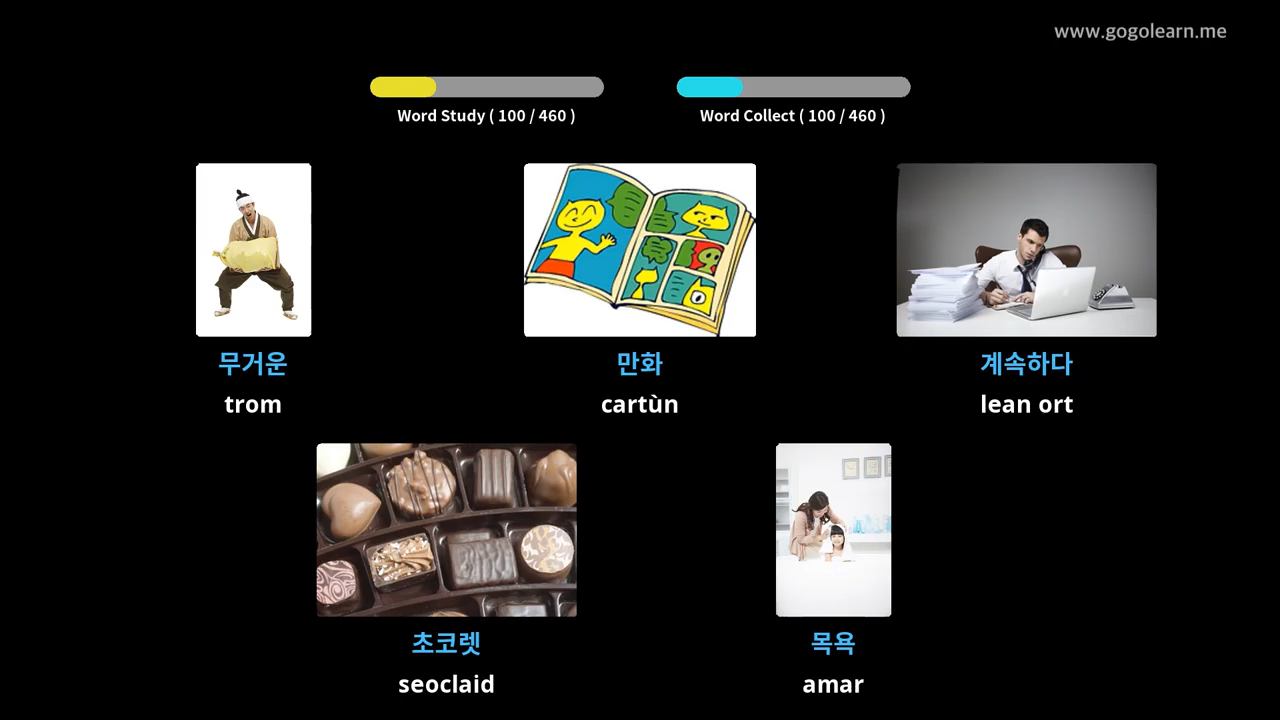 www.gogolearn.me
Word Study ( 100 / 460 )
Word Collect ( 100 / 460 )
무거운
trom
만화
cartùn
계속하다
lean ort
초코렛
seoclaid
목욕
amar